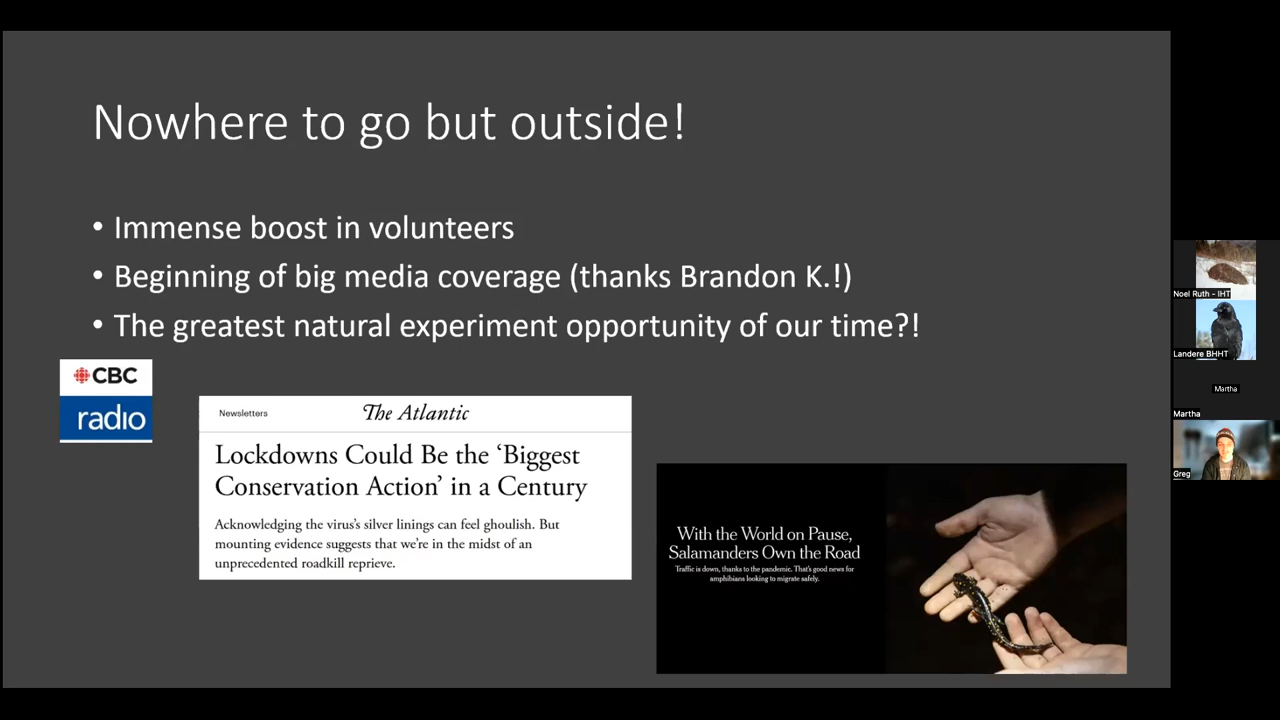 Nowhere to go but outside!
• Immense boost in volunteers
• Beginning of big media coverage (thanks Brandon K.!)
• The greatest natural experiment opportunity of our time?!
CBC
radio
Newsletters
The Atlantic
Lockdowns Could Be the ‘Biggest
Conservation Action’ in a Century
Acknowledging the virus’s silver linings can feel ghoulish. But
mounting evidence suggests that we’re in the midst of an
unprecedented roadkill reprieve.
With the World on Pause,
Salamanders Own the Road
Traffic is down, thanks to the pandemic. That’s good news for
amphibians looking to migrate safely.
Noel Ruth - IHT
Landere BHHT
Martha
Martha
Greg